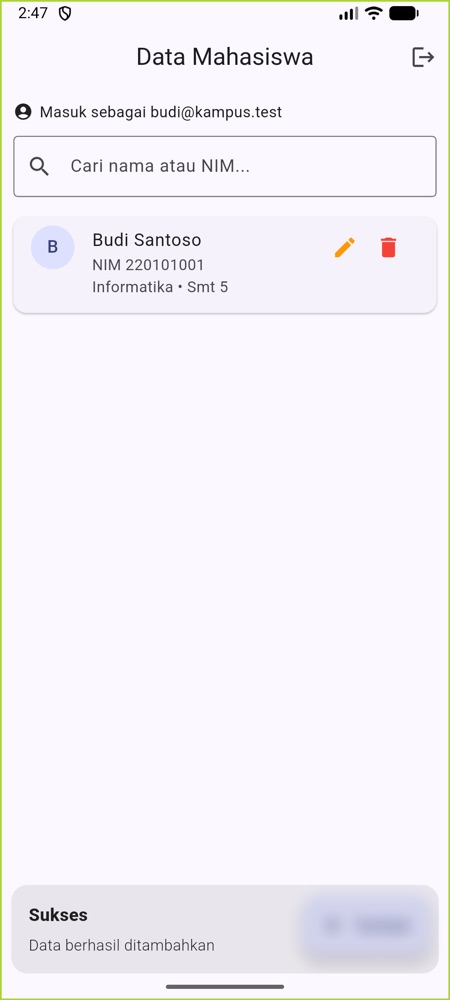 2:47
Data Mahasiswa
Masuk sebagai budi@kampus.test
Cari nama atau NIM...
B
Budi Santoso
NIM 220101001
Informatika • Smt 5
Sukses
Data berhasil ditambahkan